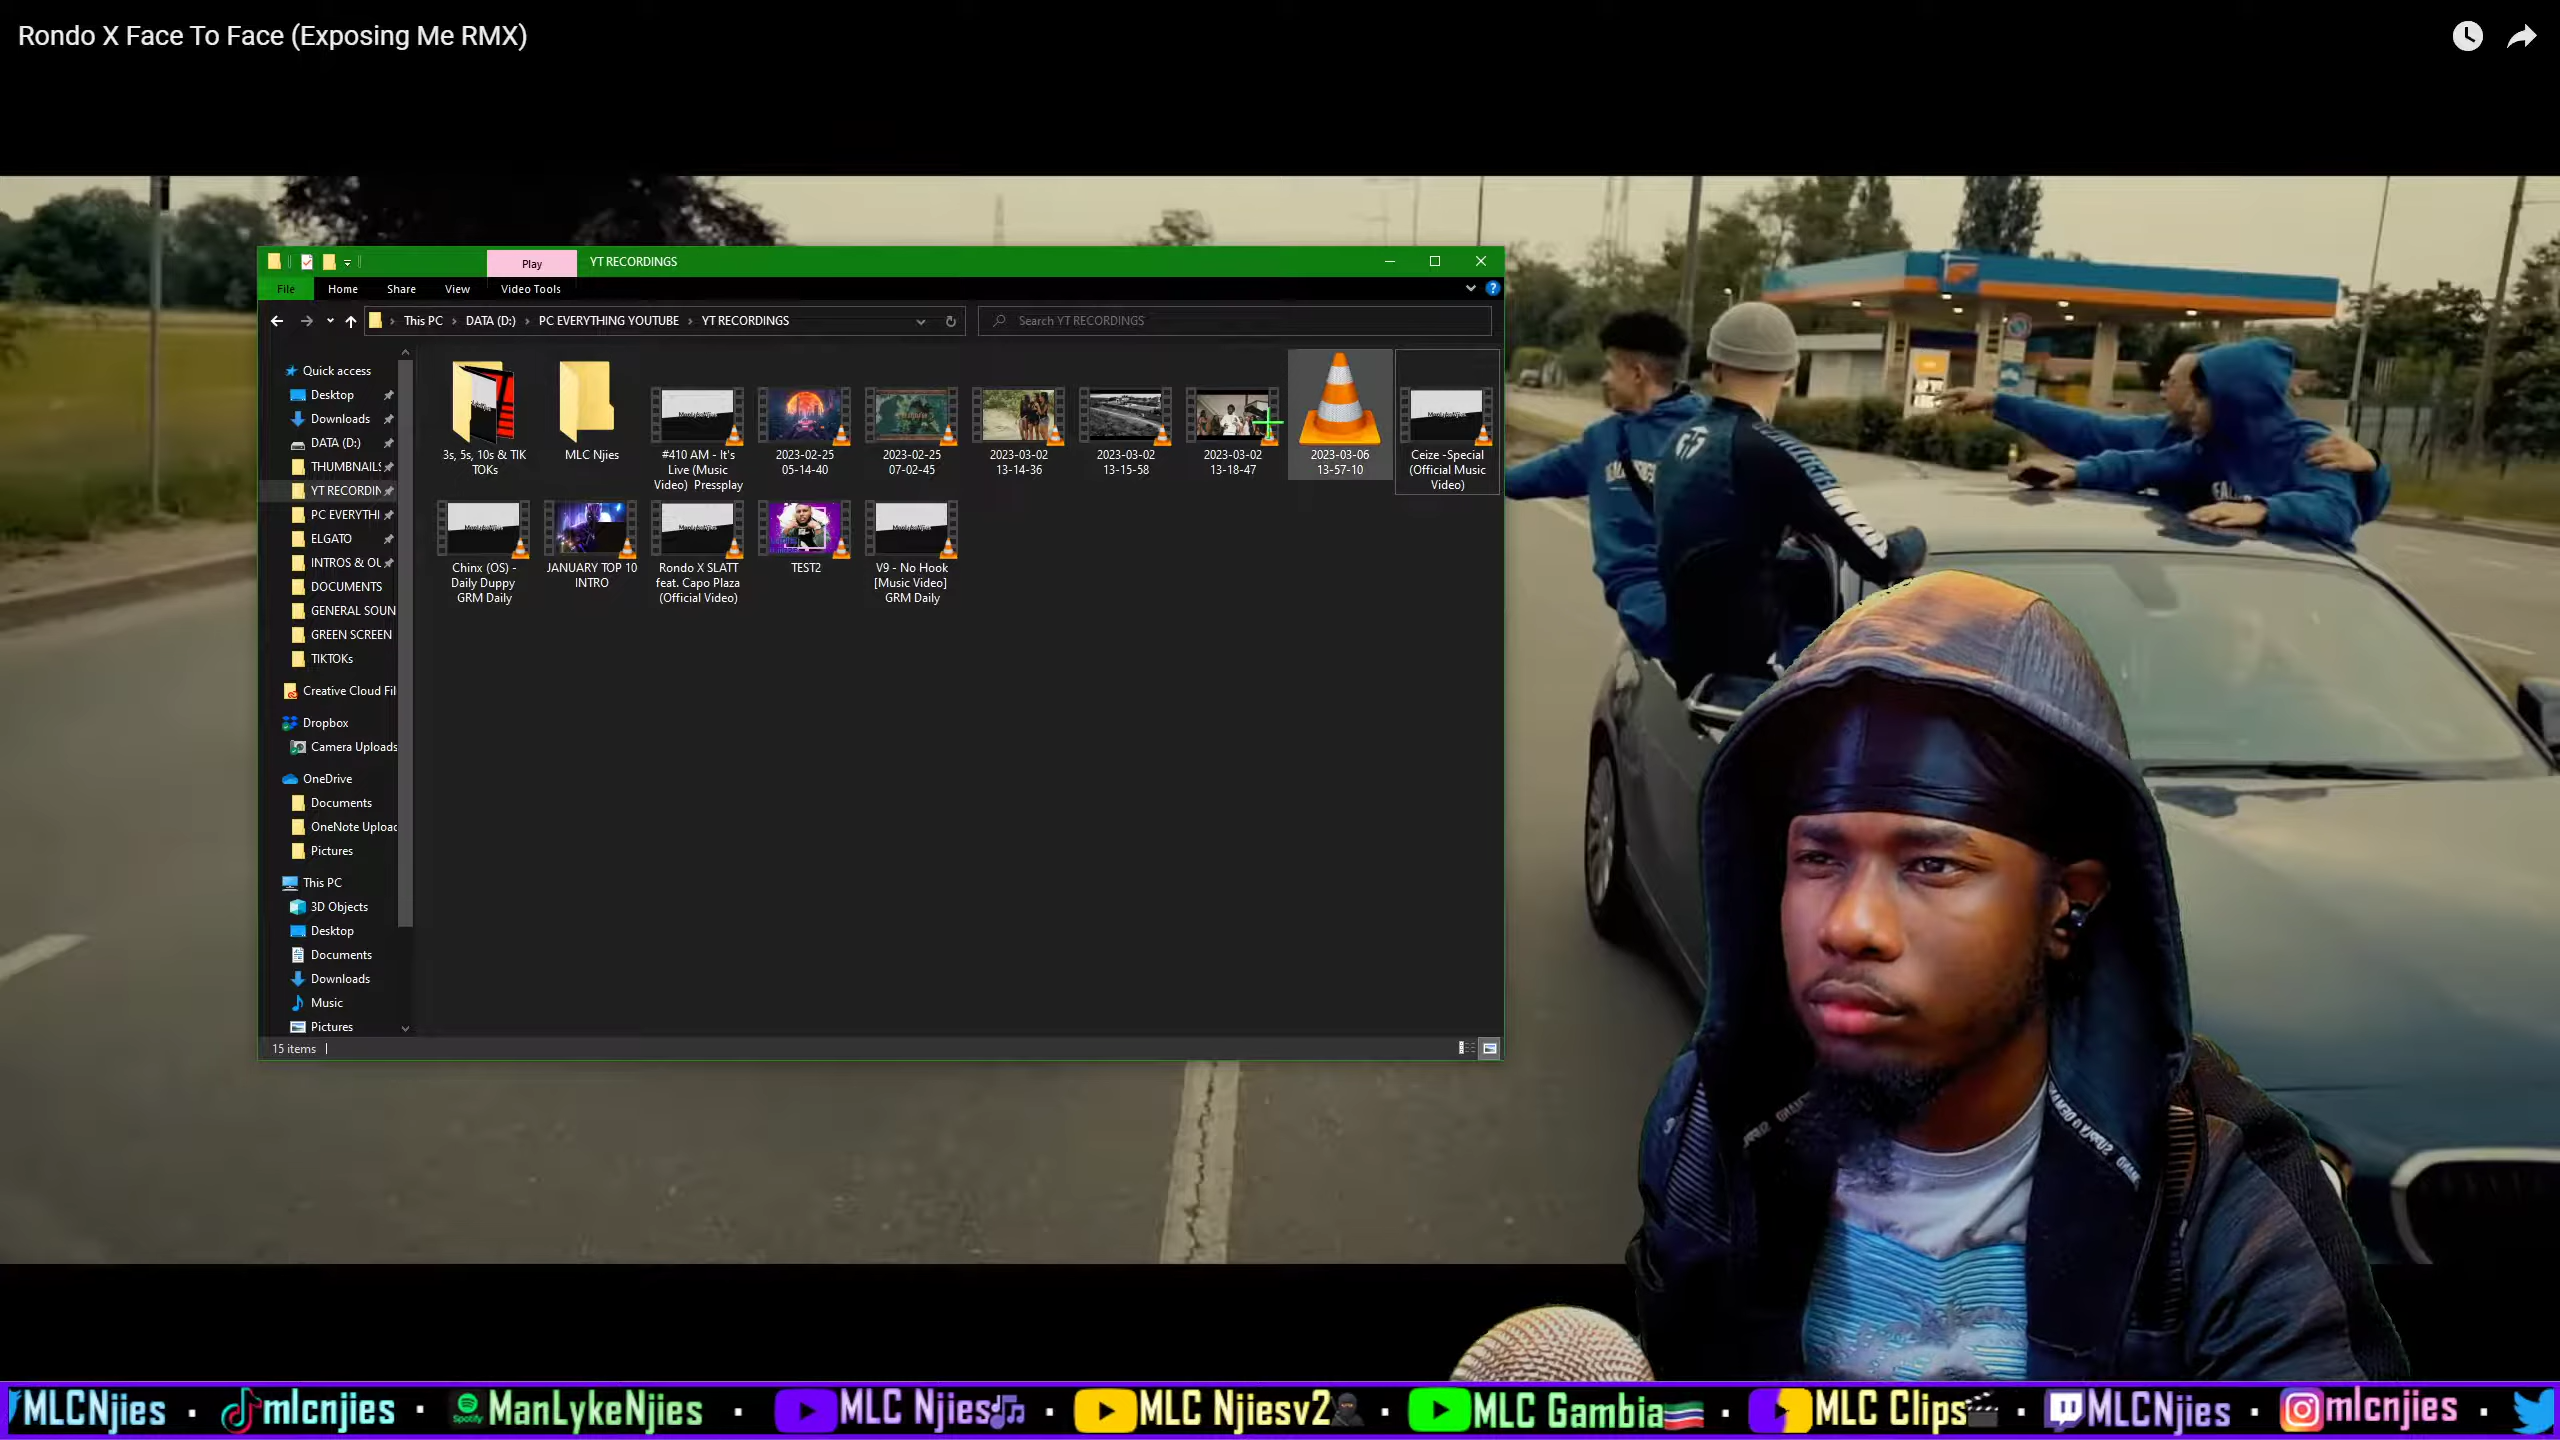 Rondo X Face To Face (Exposing Me RMX)
Play
YT RECORDINGS
File
Home
Share
View
Video Tools
This PC
DATA (D:)
PC EVERYTHING YOUTUBE
YT RECORDINGS
Search YT RECORDINGS
Quick access
Desktop
Downloads
DATA (D:)
THUMBNAILS
YT RECORDIN
PC EVERYTHI
ELGATO
INTROS & OU
DOCUMENTS
GENERAL SOUN
GREEN SCREEN
TIKTOKs
Creative Cloud Fil
Dropbox
Camera Uploads
OneDrive
Documents
OneNote Upload
Pictures
This PC
3D Objects
Desktop
Documents
Downloads
Music
Pictures
3s, 5s, 10s & TIK
TOKs
MLC Njies
#410 AM - It's
Live (Music
Video) Pressplay
2023-02-25
05-14-40
2023-02-25
07-02-45
2023-03-02
13-14-36
2023-03-02
13-15-58
2023-03-02
13-18-47
2023-03-06
13-57-10
Ceize -Special
(Official Music
Video)
Chinx (OS) -
Daily Duppy
GRM Daily
JANUARY TOP 10
INTRO
Rondo X SLATT
feat. Capo Plaza
(Official Video)
TEST2
V9 - No Hook
[Music Video]
GRM Daily
15 items
MLCNjies · mlcnjies · ManLykeNjies · MLC Njies · MLC Njiesv2 · MLC Gambia · MLC Clips · MLCNjies · mlcnjies ·